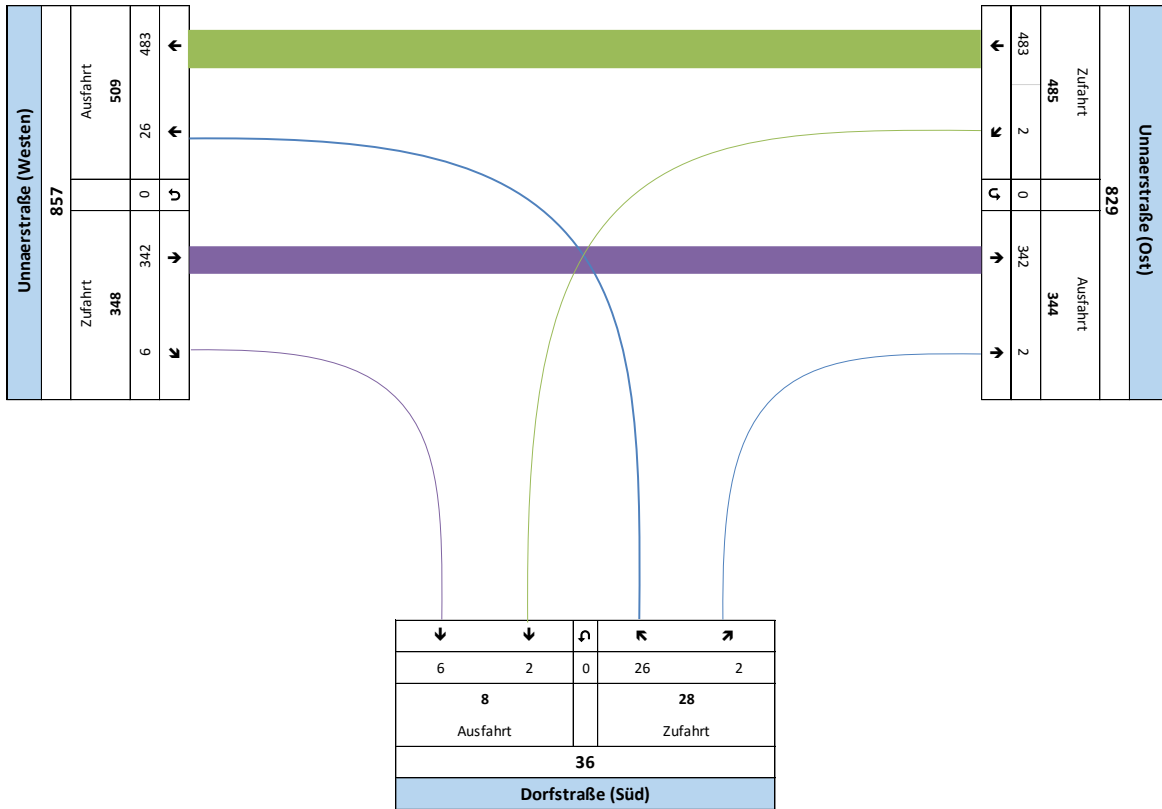 Unnaerstraße (Westen)
857
Ausfahrt
509
483
26
0
Zufahrt
348
342
6
Unnaerstraße (Ost)
829
Zufahrt
485
483
2
0
Ausfahrt
344
342
2
6 2 0 26 2
8 28
Ausfahrt Zufahrt
36
Dorfstraße (Süd)